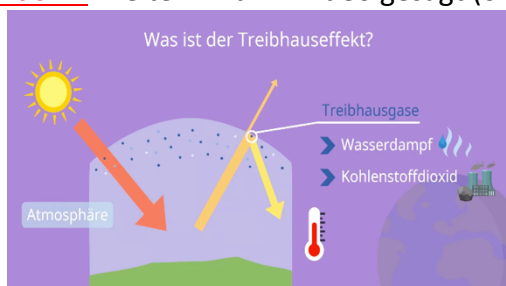 Was ist der Treibhauseffekt?
Treibhausgase
Wasserdampf
Kohlenstoffdioxid
Atmosphäre